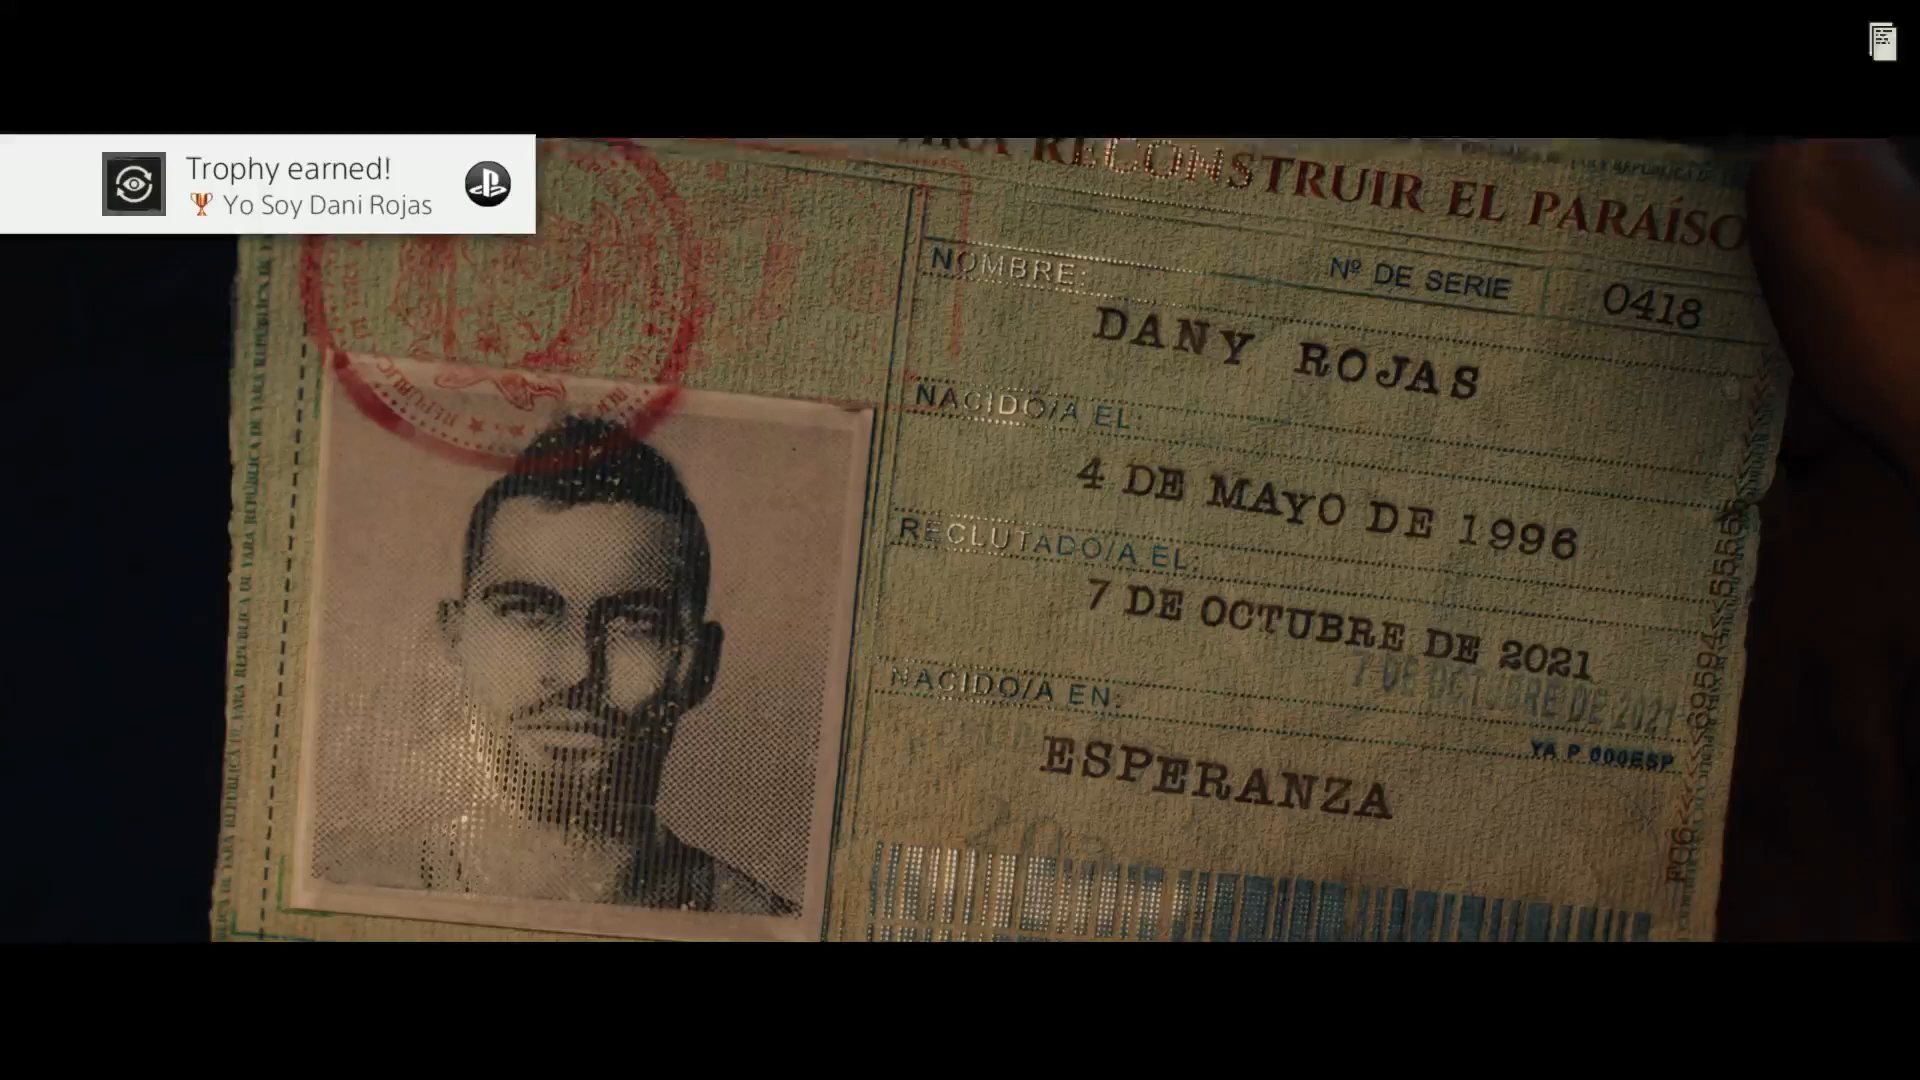 Trophy earned!
Yo Soy Dani Rojas
RECONSTRUIR EL PARAÍSO
NOMBRE:
Nº DE SERIE
0418
DANY ROJAS
NACIDO/A EL:
4 DE MAYO DE 1996
RECLUTADO/A EL:
7 DE OCTUBRE DE 2021
7 DE OCTUBRE DE 2021
NACIDO/A EN:
YA P 000ESP
ESPERANZA